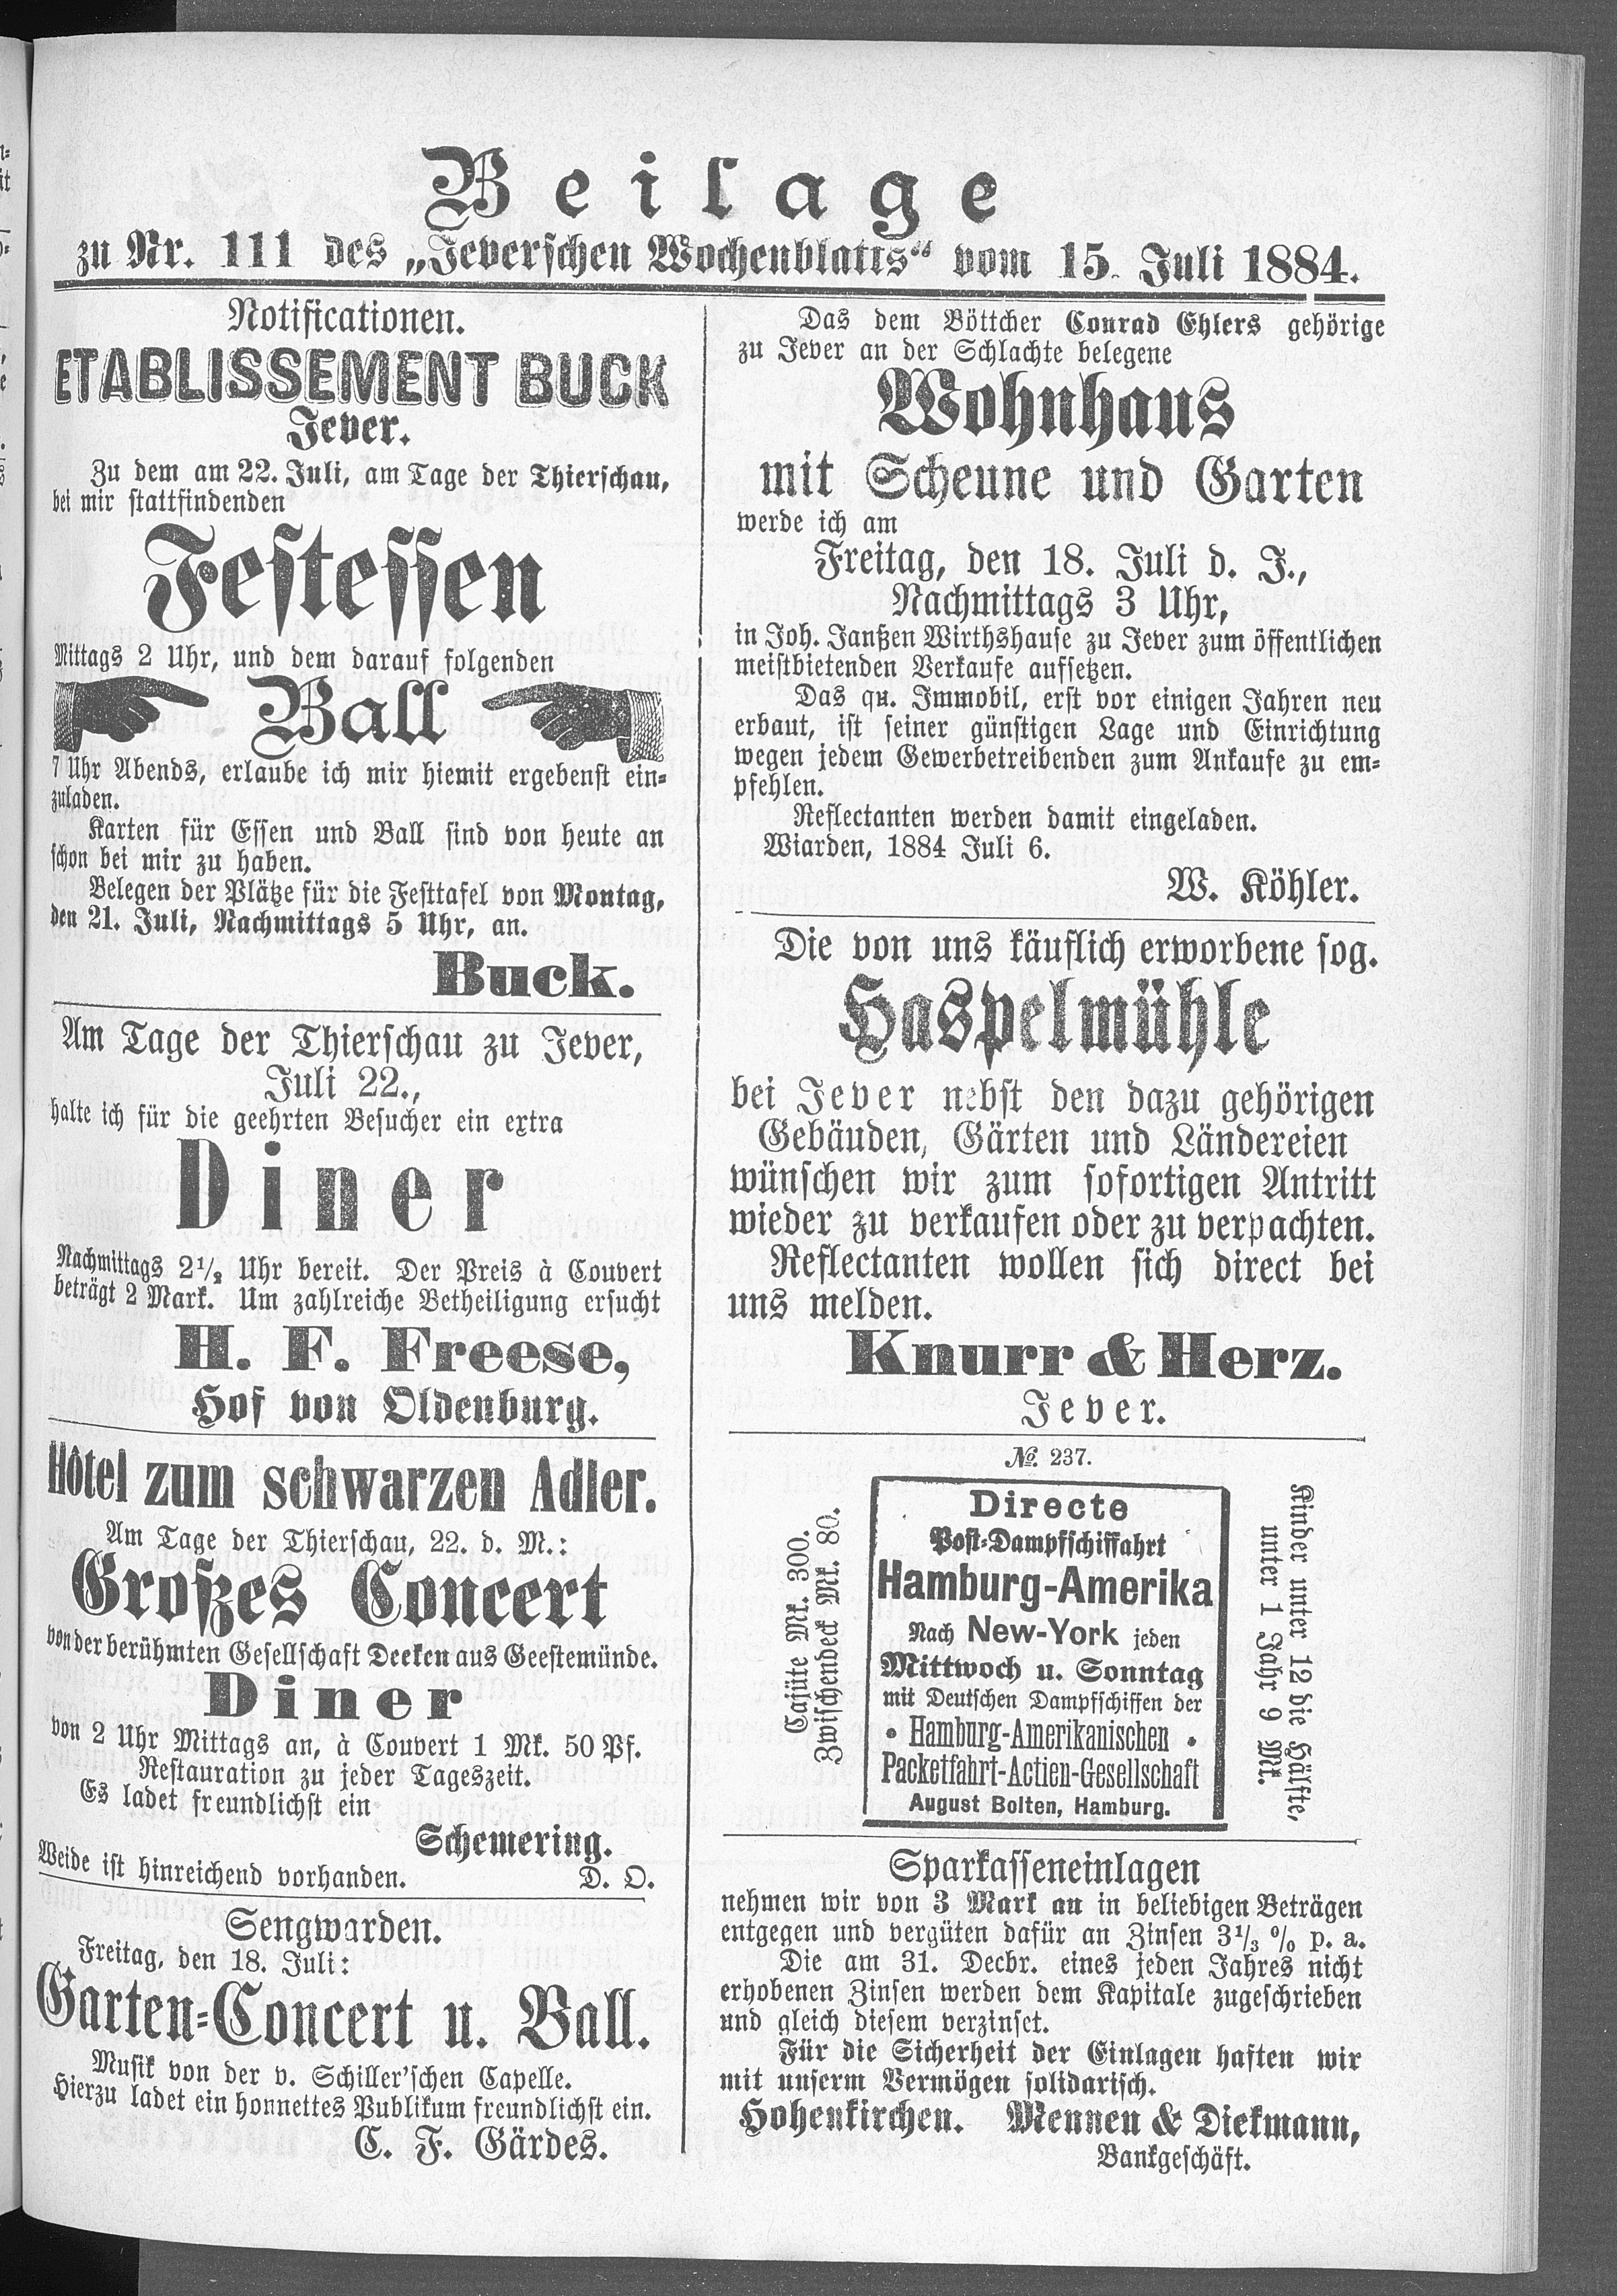 Beilage
zu Nr. 111 des „Jeverschen Wochenblatts“ vom 15. Juli 1884.
Notificationen.
ETABLISSEMENT BUCK
Jever.
Zu dem am 22. Juli, am Tage der Thierschau,
bei mir stattfindenden
Festessen
Mittags 2 Uhr, und dem darauf folgenden
Ball
7 Uhr Abends, erlaube ich mir hiemit ergebenst ein-
zuladen.
Karten für Essen und Ball sind von heute an
schon bei mir zu haben.
Belegen der Plätze für die Festtafel von Montag,
den 21. Juli, Nachmittags 5 Uhr, an.
Buck.
Am Tage der Thierschau zu Jever,
Juli 22.,
halte ich für die geehrten Besucher ein extra
Diner
Nachmittags 2½ Uhr bereit. Der Preis à Couvert
beträgt 2 Mark. Um zahlreiche Betheiligung ersucht
H. F. Freese,
Hof von Oldenburg.
Hôtel zum schwarzen Adler.
Am Tage der Thierschau, 22. d. M.:
Großes Concert
von der berühmten Gesellschaft Deeken aus Geestemünde.
Diner
von 2 Uhr Mittags an, à Couvert 1 Mk. 50 Pf.
Restauration zu jeder Tageszeit.
Es ladet freundlichst ein
Schemering.
Weide ist hinreichend vorhanden. D. O.
Sengwarden.
Freitag, den 18. Juli:
Garten-Concert u. Ball.
Musik von der v. Schiller'schen Capelle.
Hierzu ladet ein honnettes Publikum freundlichst ein.
C. F. Gärdes.
Das dem Böttcher Conrad Ehlers gehörige
zu Jever an der Schlachte belegene
Wohnhaus
mit Scheune und Garten
werde ich am
Freitag, den 18. Juli d. J.,
Nachmittags 3 Uhr,
in Joh. Janßen Wirthshause zu Jever zum öffentlichen
meistbietenden Verkaufe aufsetzen.
Das qu. Immobil, erst vor einigen Jahren neu
erbaut, ist seiner günstigen Lage und Einrichtung
wegen jedem Gewerbetreibenden zum Ankaufe zu em-
pfehlen.
Reflectanten werden damit eingeladen.
Wiarden, 1884 Juli 6.
W. Köhler.
Die von uns käuflich erworbene sog.
Haspelmühle
bei Jever nebst den dazu gehörigen
Gebäuden, Gärten und Ländereien
wünschen wir zum sofortigen Antritt
wieder zu verkaufen oder zu verpachten.
Reflectanten wollen sich direct bei
uns melden.
Knurr & Herz.
Jever.
№ 237.
Cajüte Mk. 300.
Zwischendeck Mk. 80.
Directe
Post-Dampfschiffahrt
Hamburg-Amerika
Nach New-York jeden
Mittwoch u. Sonntag
mit Deutschen Dampfschiffen der
• Hamburg-Amerikanischen •
Packetfahrt-Actien-Gesellschaft
August Bolten, Hamburg.
Kinder unter 12 die Hälfte,
unter 1 Jahr 9 Mk.
Sparkasseneinlagen
nehmen wir von 3 Mark an in beliebigen Beträgen
entgegen und vergüten dafür an Zinsen 3⅓ % p. a.
Die am 31. Decbr. eines jeden Jahres nicht
erhobenen Zinsen werden dem Kapitale zugeschrieben
und gleich diesem verzinset.
Für die Sicherheit der Einlagen haften wir
mit unserm Vermögen solidarisch.
Hohenkirchen. Mennen & Diekmann,
Bankgeschäft.